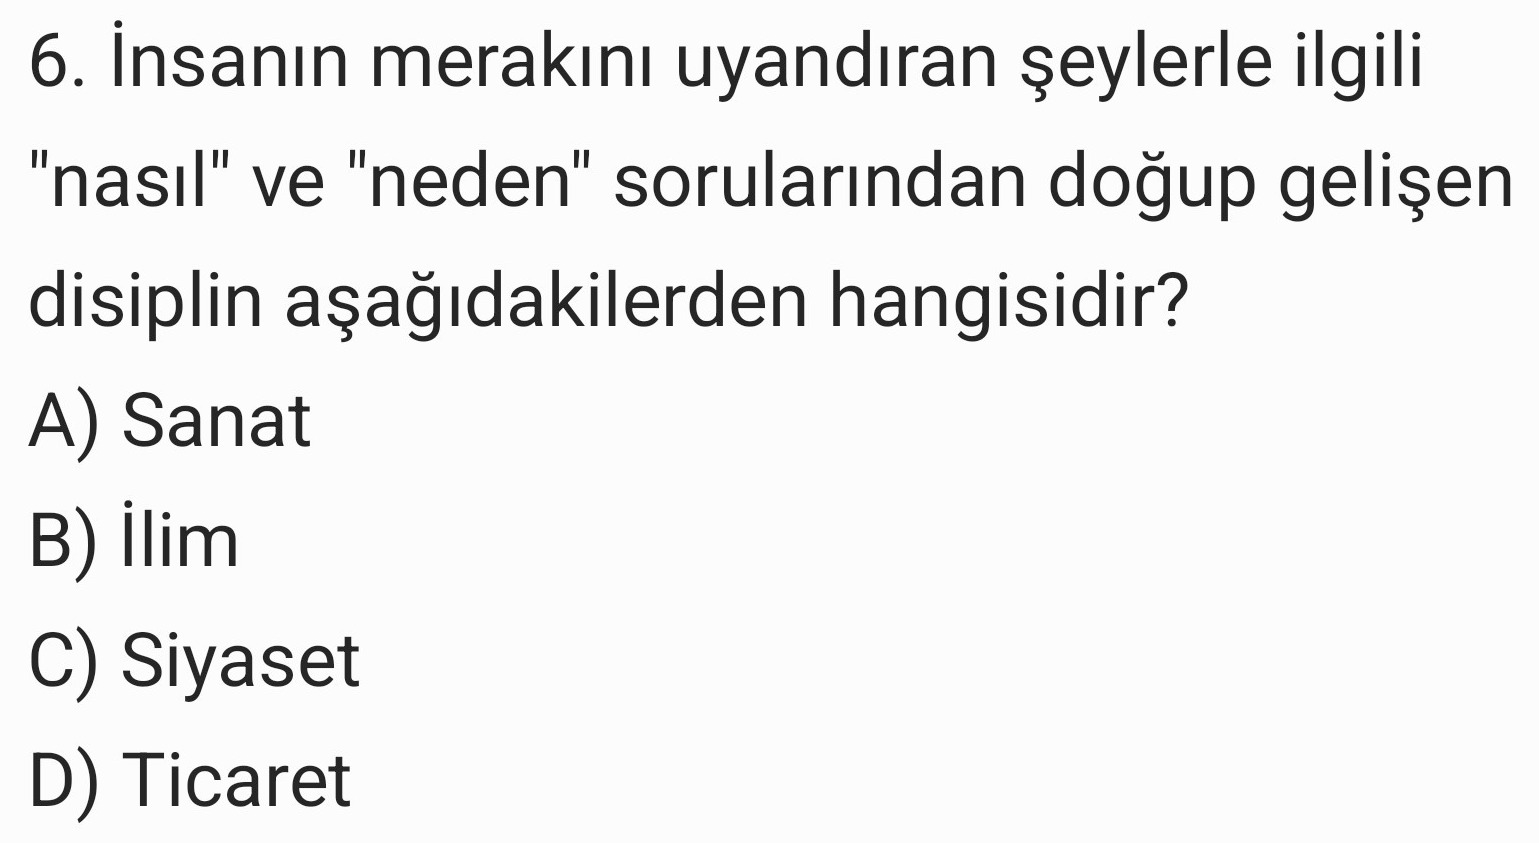 6. İnsanın merakını uyandıran şeylerle ilgili
"nasıl" ve "neden" sorularından doğup gelişen
disiplin aşağıdakilerden hangisidir?
A) Sanat
B) İlim
C) Siyaset
D) Ticaret